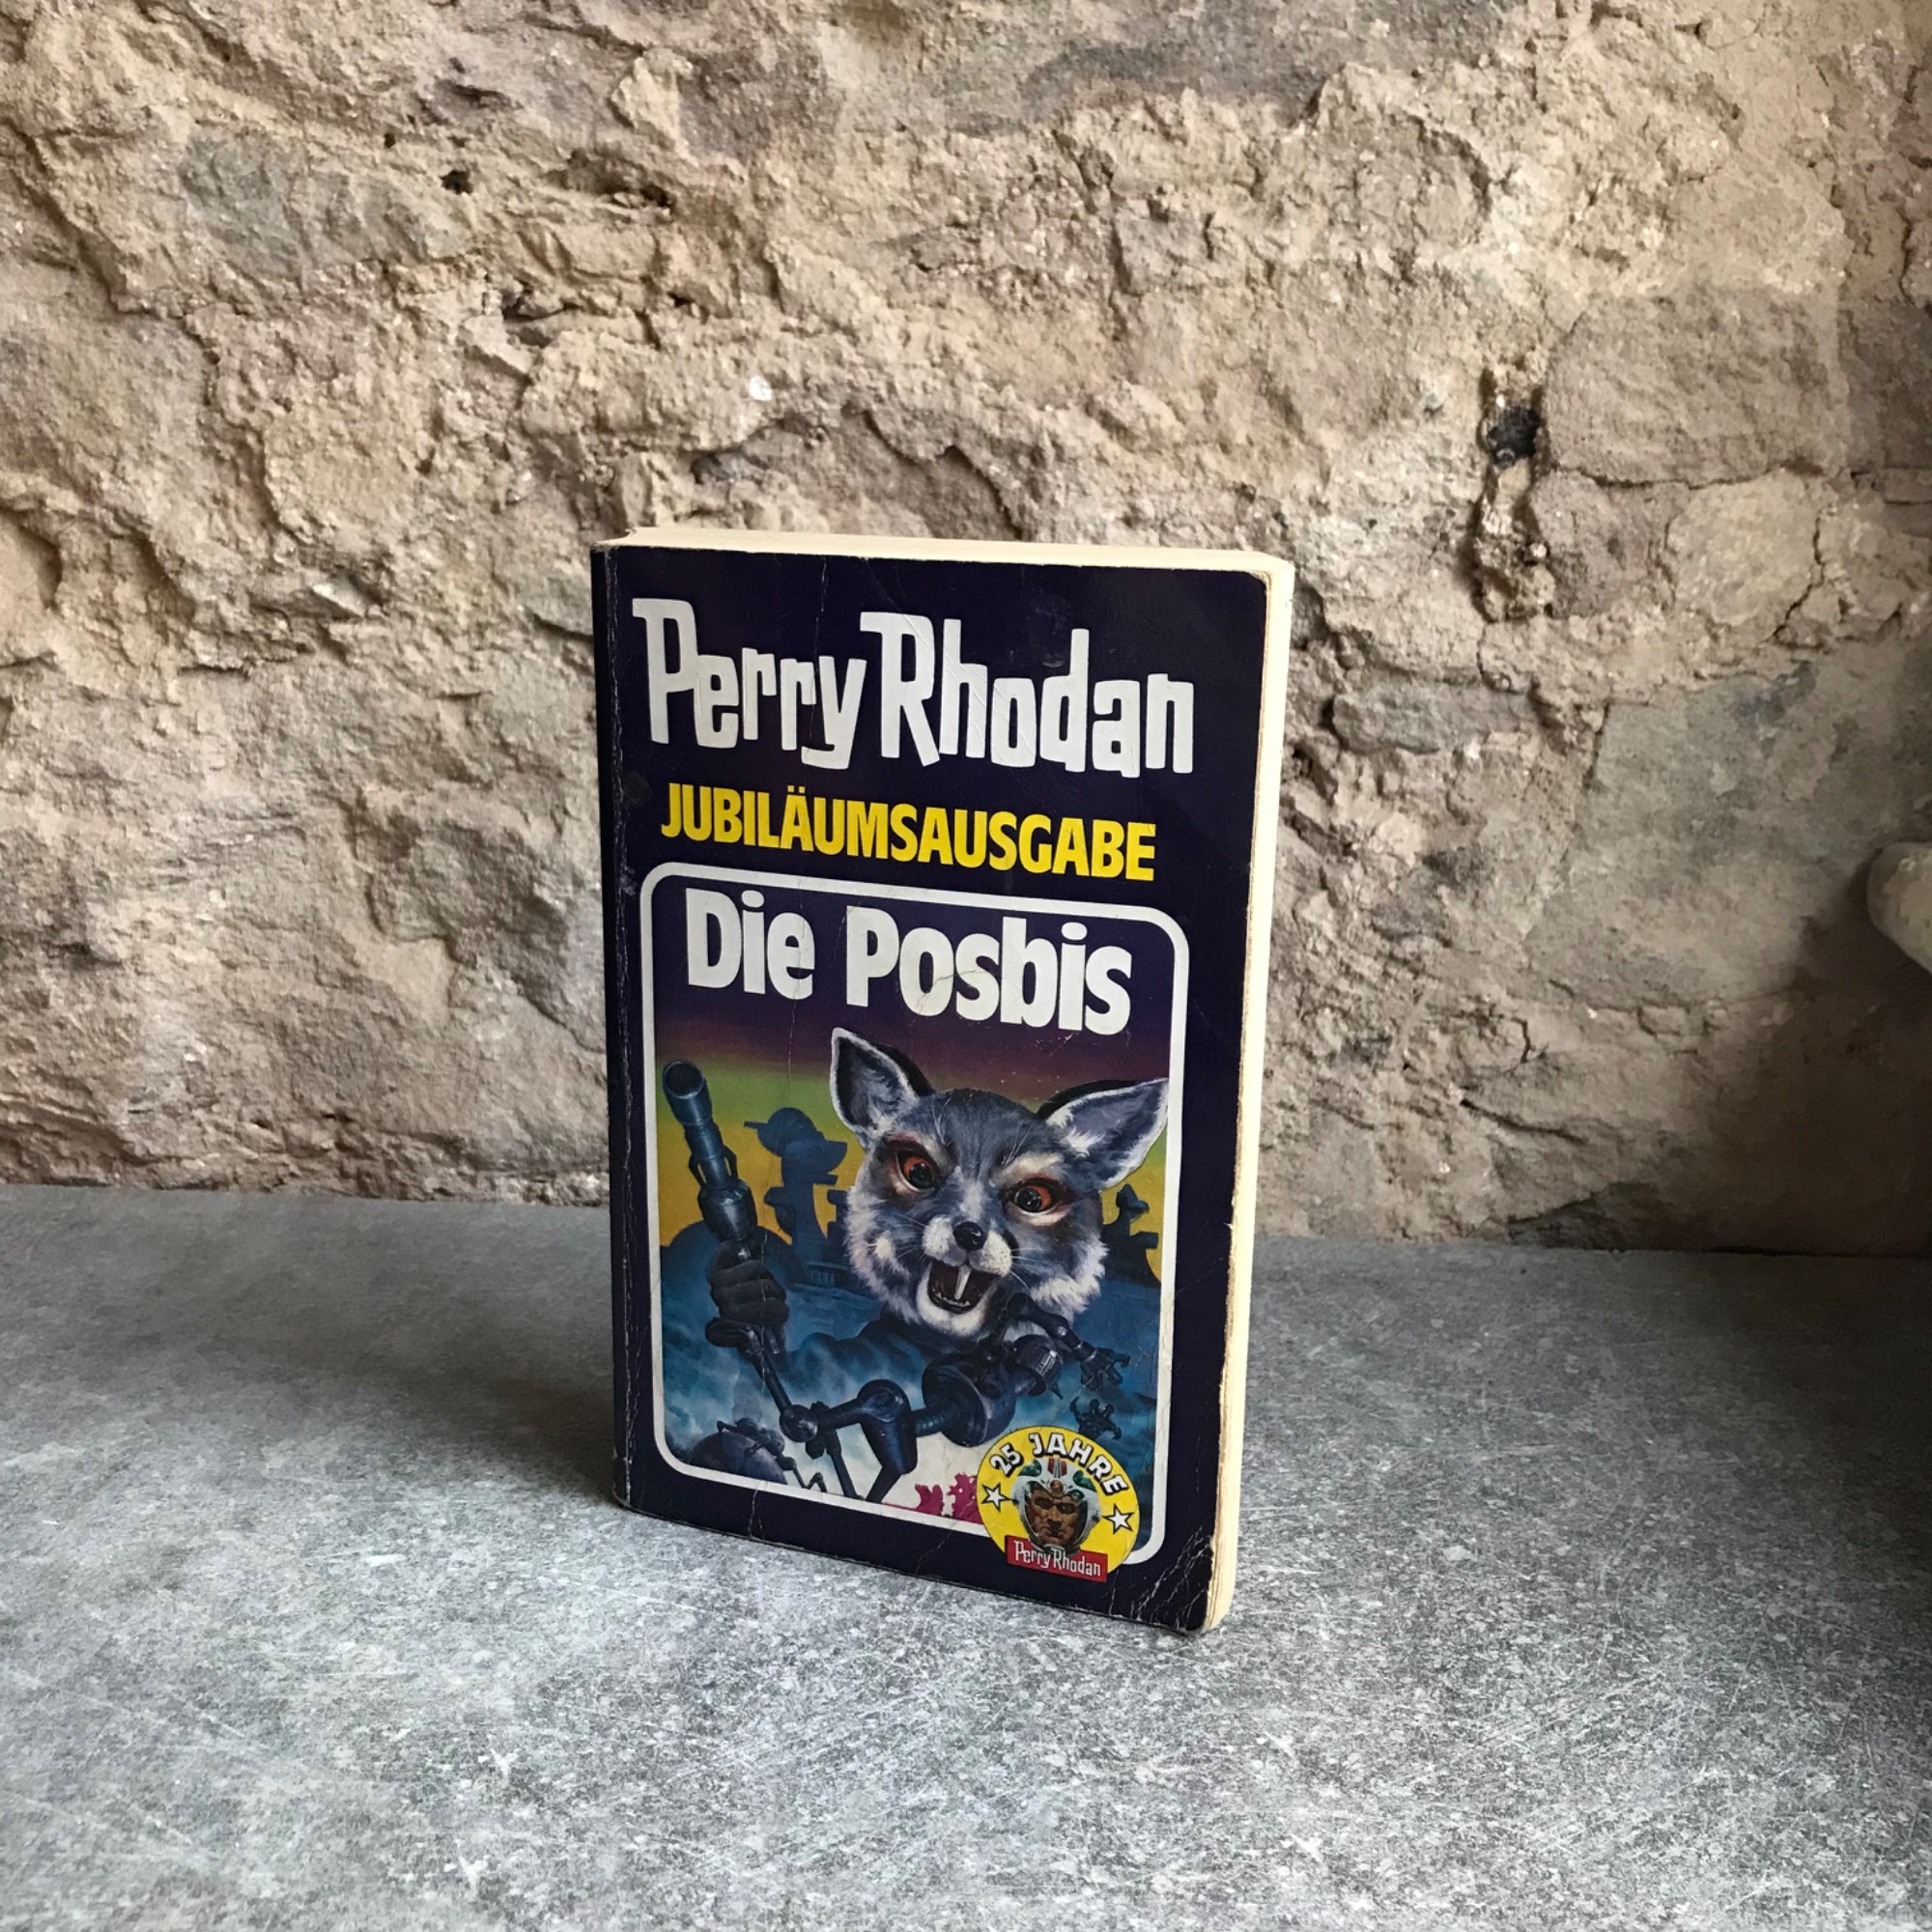 Perry Rhodan
JUBILÄUMSAUSGABE
Die Posbis
25 JAHRE
Perry Rhodan